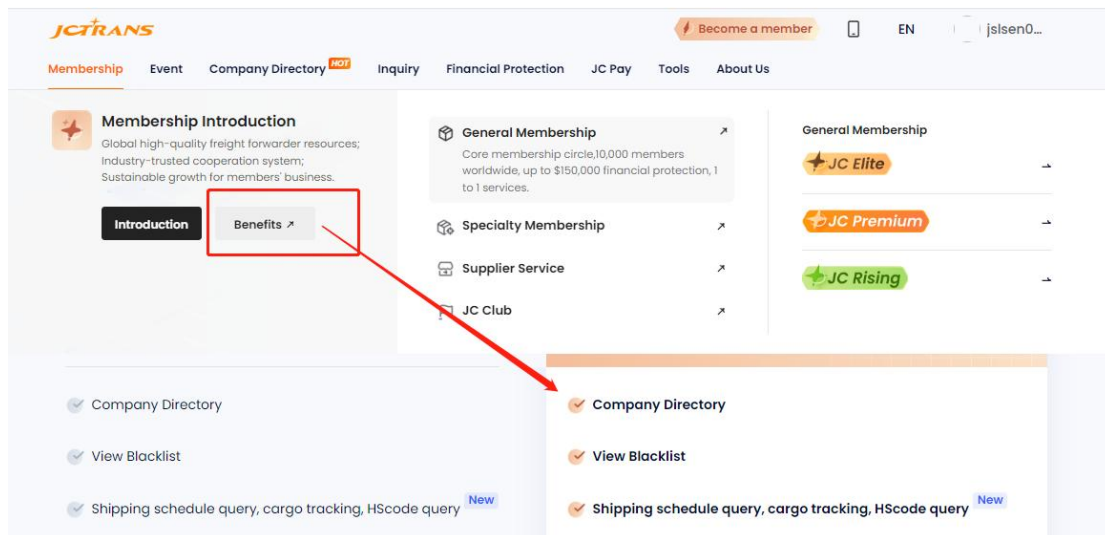 JCTRANS
Become a member
EN
jslsen0...
Membership Event Company Directory HOT Inquiry Financial Protection JC Pay Tools About Us
Membership Introduction
Global high-quality freight forwarder resources;
Industry-trusted cooperation system;
Sustainable growth for members' business.
Introduction
Benefits ↗
General Membership ↗
Core membership circle,10,000 members
worldwide, up to $150,000 financial protection, 1
to 1 services.
Specialty Membership ↗
Supplier Service ↗
JC Club ↗
General Membership
JC Elite
JC Premium
JC Rising
Company Directory
View Blacklist
Shipping schedule query, cargo tracking, HScode query New
Company Directory
View Blacklist
Shipping schedule query, cargo tracking, HScode query New